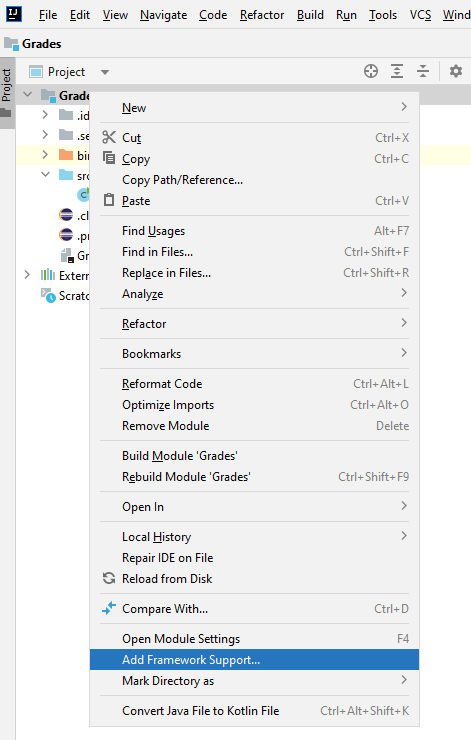 IJ File Edit View Navigate Code Refactor Build Run Tools VCS Wind
Grades
Project
Project
Grade
New
.id
Cut Ctrl+X
.se
Copy Ctrl+C
bin
Copy Path/Reference...
src
Paste Ctrl+V
C
.cl
Find Usages Alt+F7
.pr
Find in Files... Ctrl+Shift+F
Gr
Replace in Files... Ctrl+Shift+R
Extern
Analyze
Scratc
Refactor
Bookmarks
Reformat Code Ctrl+Alt+L
Optimize Imports Ctrl+Alt+O
Remove Module Delete
Build Module 'Grades'
Rebuild Module 'Grades' Ctrl+Shift+F9
Open In
Local History
Repair IDE on File
Reload from Disk
Compare With... Ctrl+D
Open Module Settings F4
Add Framework Support...
Mark Directory as
Convert Java File to Kotlin File Ctrl+Alt+Shift+K